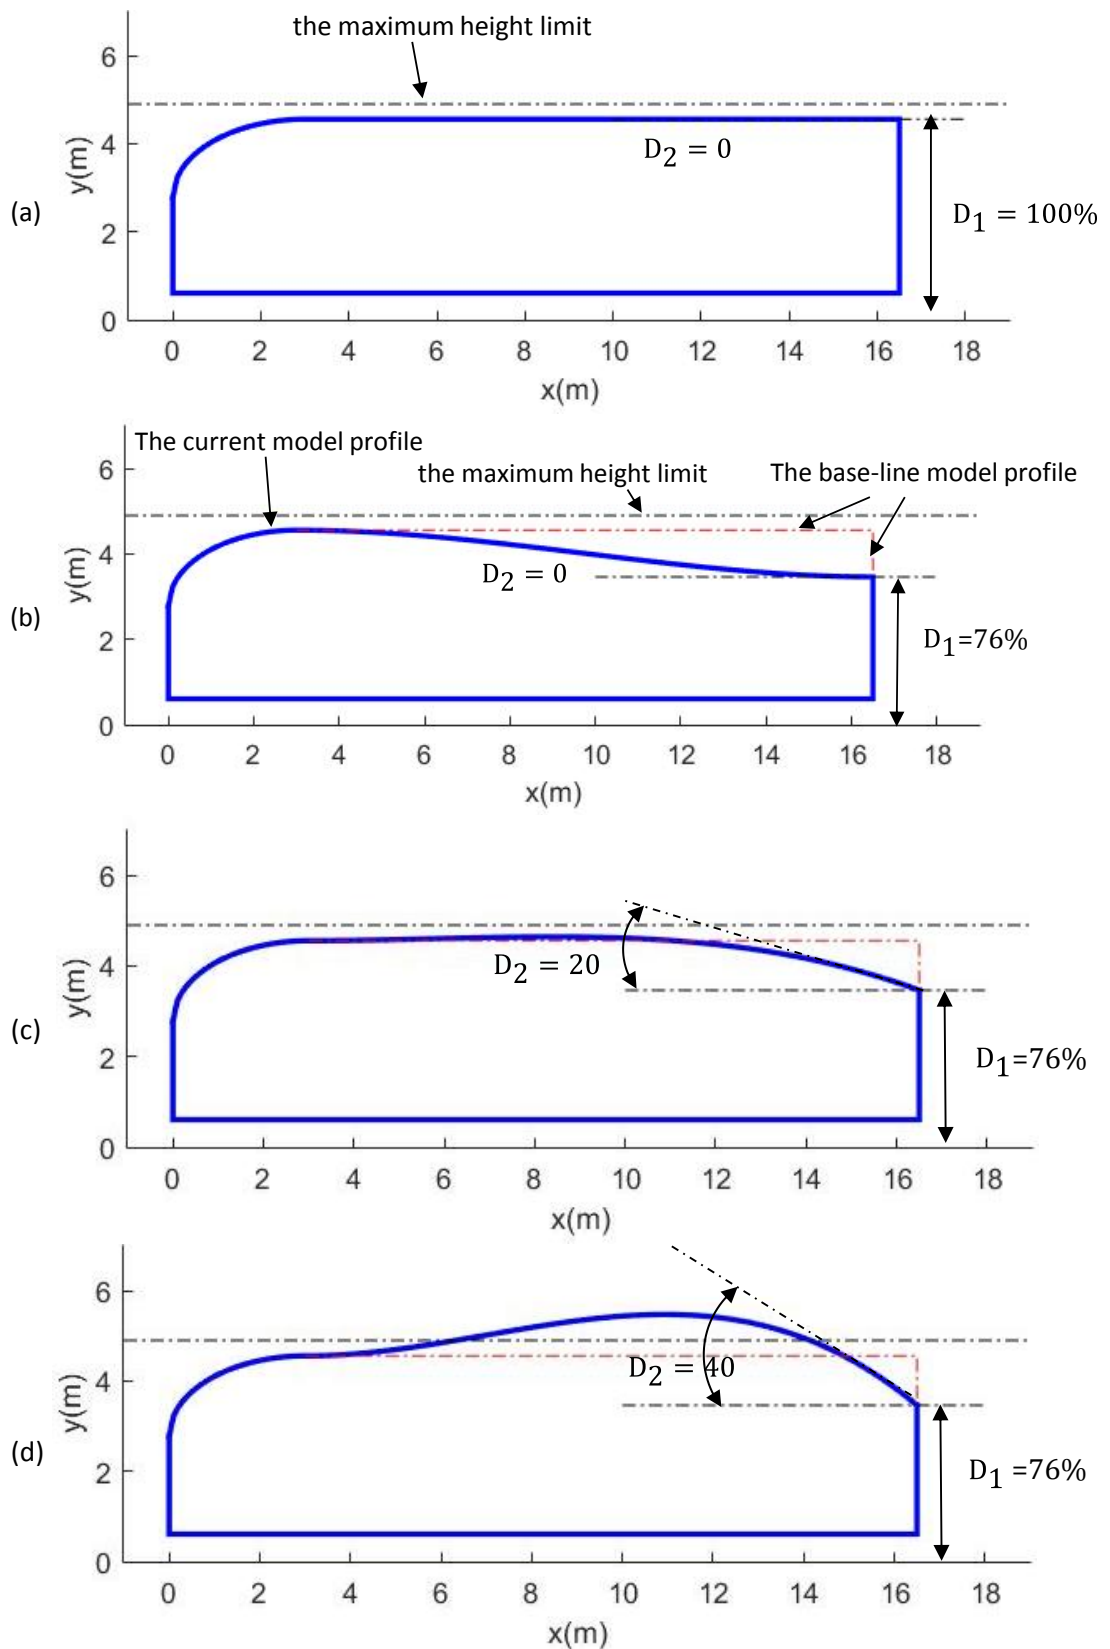 the maximum height limit
6
4
2
0
y(m)
(a)
D2 = 0
D1 = 100%
0 2 4 6 8 10 12 14 16 18
x(m)
The current model profile
the maximum height limit
The base-line model profile
6
4
2
0
y(m)
(b)
D2 = 0
D1=76%
0 2 4 6 8 10 12 14 16 18
x(m)
6
4
2
0
y(m)
(c)
D2 = 20
D1=76%
0 2 4 6 8 10 12 14 16 18
x(m)
6
4
2
0
y(m)
(d)
D2 = 40
D1 =76%
0 2 4 6 8 10 12 14 16 18
x(m)